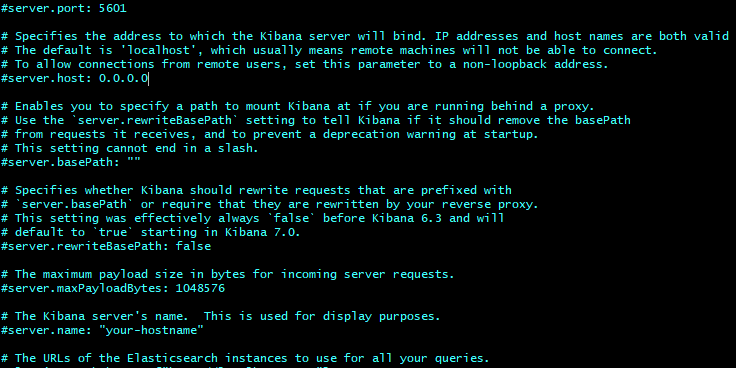 #server.port: 5601
# Specifies the address to which the Kibana server will bind. IP addresses and host names are both valid
# The default is 'localhost', which usually means remote machines will not be able to connect.
# To allow connections from remote users, set this parameter to a non-loopback address.
#server.host: 0.0.0.0
# Enables you to specify a path to mount Kibana at if you are running behind a proxy.
# Use the `server.rewriteBasePath` setting to tell Kibana if it should remove the basePath
# from requests it receives, and to prevent a deprecation warning at startup.
# This setting cannot end in a slash.
#server.basePath: ""
# Specifies whether Kibana should rewrite requests that are prefixed with
# `server.basePath` or require that they are rewritten by your reverse proxy.
# This setting was effectively always `false` before Kibana 6.3 and will
# default to `true` starting in Kibana 7.0.
#server.rewriteBasePath: false
# The maximum payload size in bytes for incoming server requests.
#server.maxPayloadBytes: 1048576
# The Kibana server's name.  This is used for display purposes.
#server.name: "your-hostname"
# The URLs of the Elasticsearch instances to use for all your queries.